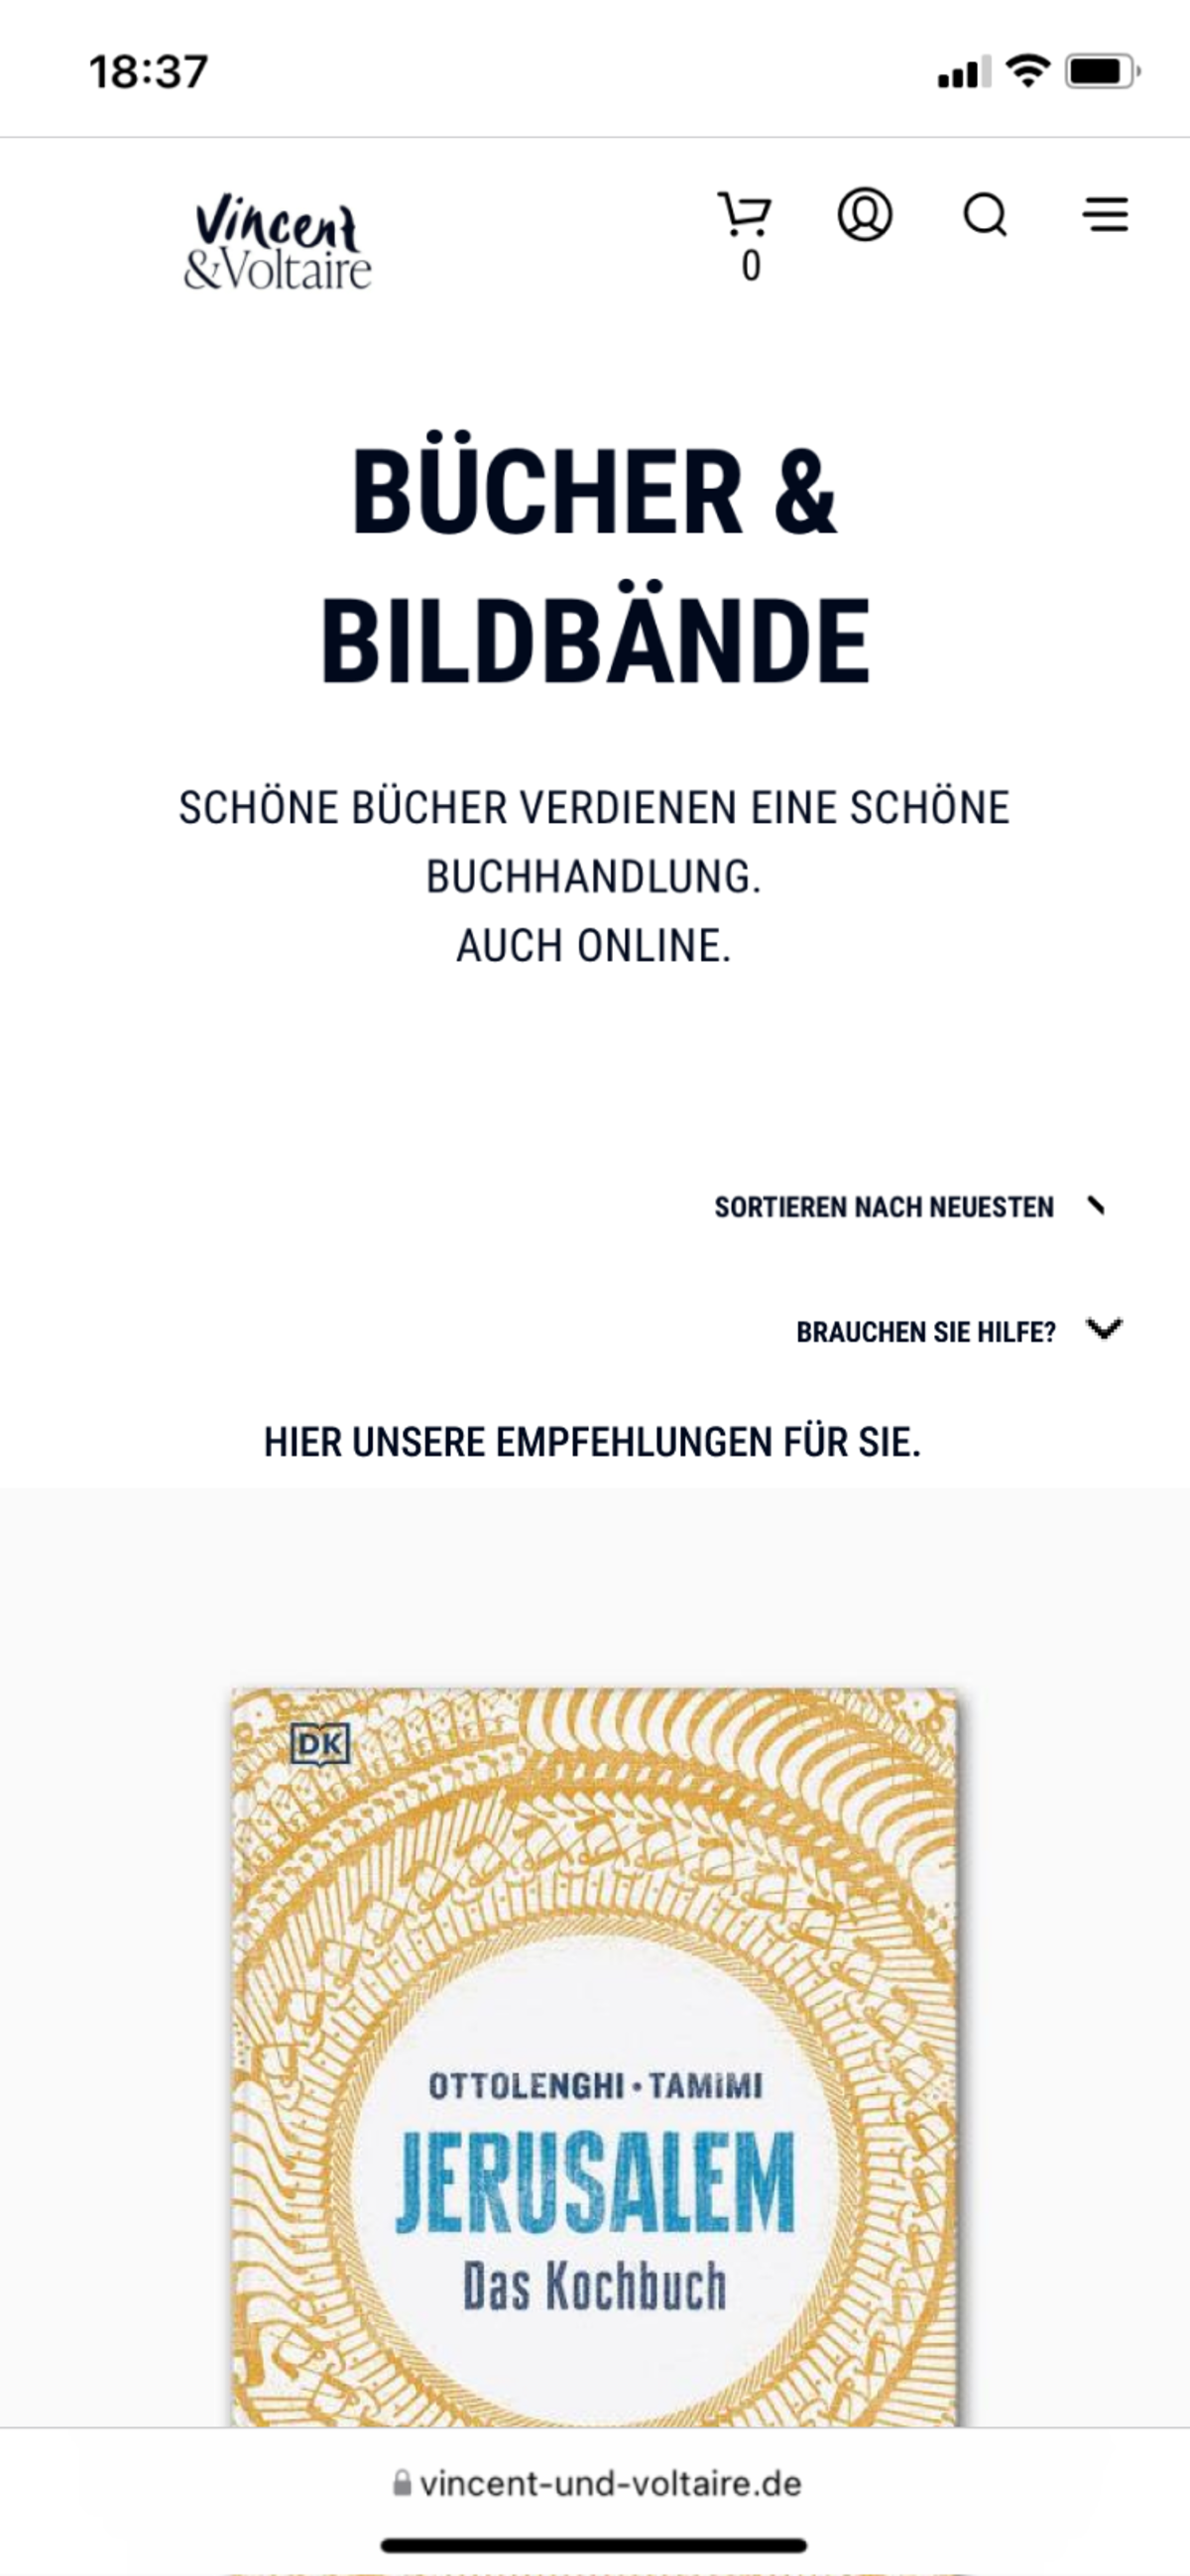 18:37
Vincent
&Voltaire
0
BÜCHER &
BILDBÄNDE
SCHÖNE BÜCHER VERDIENEN EINE SCHÖNE
BUCHHANDLUNG.
AUCH ONLINE.
SORTIEREN NACH NEUESTEN
BRAUCHEN SIE HILFE?
HIER UNSERE EMPFEHLUNGEN FÜR SIE.
DK
OTTOLENGHI • TAMIMI
JERUSALEM
Das Kochbuch
vincent-und-voltaire.de